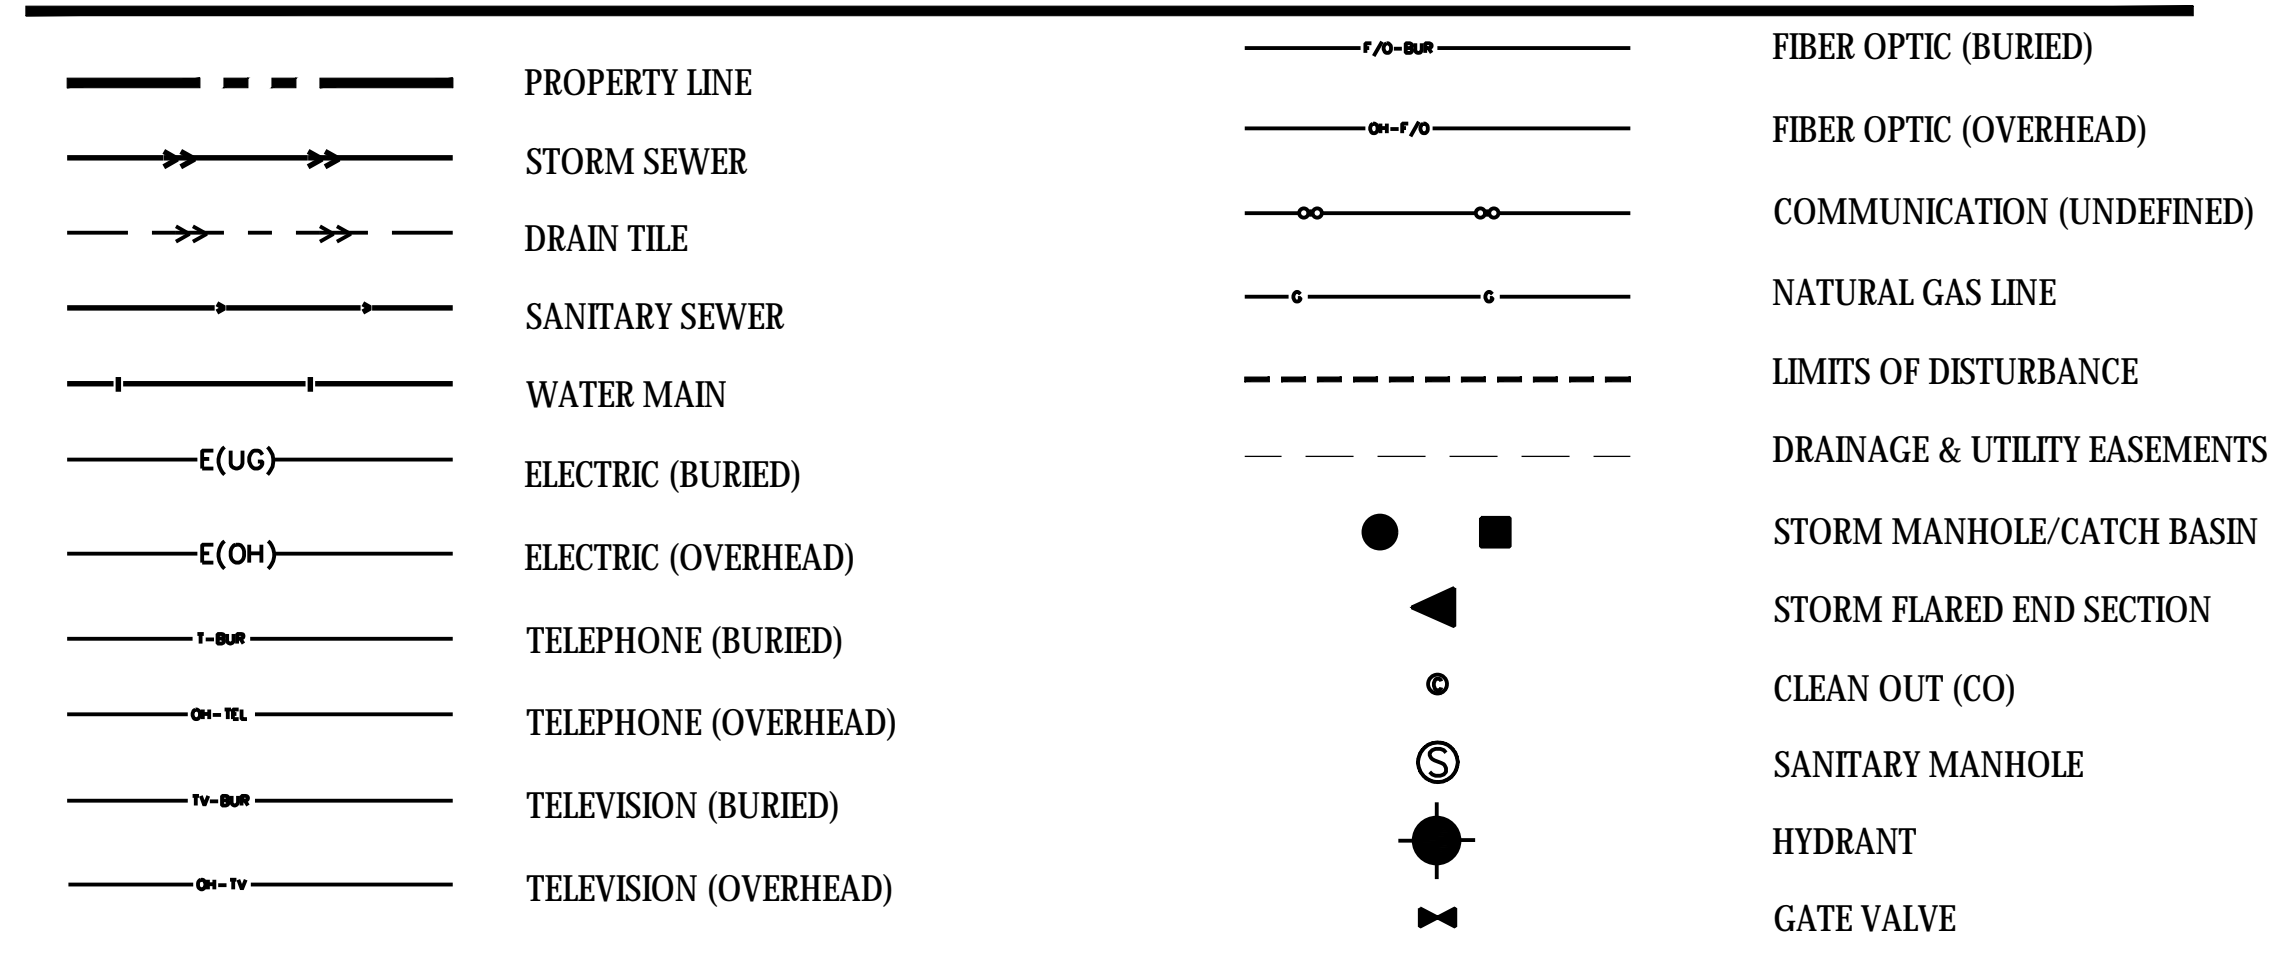 PROPERTY LINE
STORM SEWER
DRAIN TILE
SANITARY SEWER
WATER MAIN
E(UG) ELECTRIC (BURIED)
E(OH) ELECTRIC (OVERHEAD)
T-BUR TELEPHONE (BURIED)
OH-TEL TELEPHONE (OVERHEAD)
TV-BUR TELEVISION (BURIED)
OH-TV TELEVISION (OVERHEAD)
F/O-BUR FIBER OPTIC (BURIED)
OH-F/O FIBER OPTIC (OVERHEAD)
COMMUNICATION (UNDEFINED)
G G NATURAL GAS LINE
LIMITS OF DISTURBANCE
DRAINAGE & UTILITY EASEMENTS
STORM MANHOLE/CATCH BASIN
STORM FLARED END SECTION
C CLEAN OUT (CO)
S SANITARY MANHOLE
HYDRANT
GATE VALVE